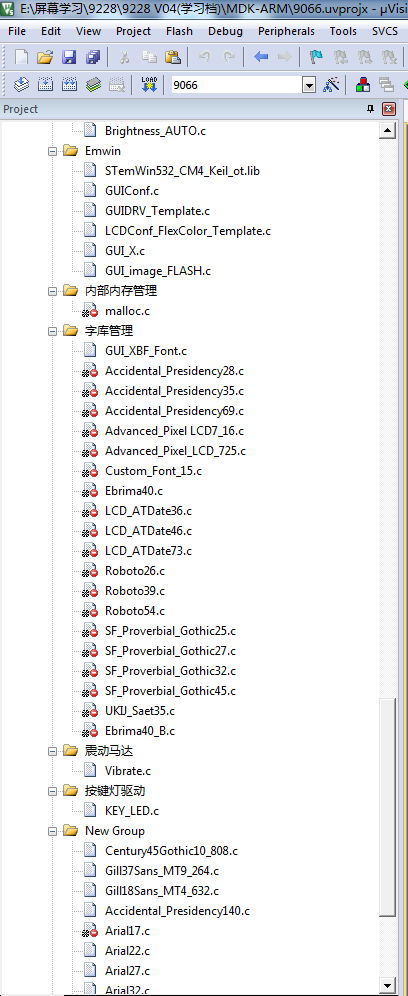 E:\屏幕学习\9228\9228 V04(学习档)\MDK-ARM\9066.uvprojx - µVisi
File Edit View Project Flash Debug Peripherals Tools SVCS
LOAD
9066
Project
Brightness_AUTO.c
Emwin
STemWin532_CM4_Keil_ot.lib
GUIConf.c
GUIDRV_Template.c
LCDConf_FlexColor_Template.c
GUI_X.c
GUI_image_FLASH.c
内部内存管理
malloc.c
字库管理
GUI_XBF_Font.c
Accidental_Presidency28.c
Accidental_Presidency35.c
Accidental_Presidency69.c
Advanced_Pixel LCD7_16.c
Advanced_Pixel_LCD_725.c
Custom_Font_15.c
Ebrima40.c
LCD_ATDate36.c
LCD_ATDate46.c
LCD_ATDate73.c
Roboto26.c
Roboto39.c
Roboto54.c
SF_Proverbial_Gothic25.c
SF_Proverbial_Gothic27.c
SF_Proverbial_Gothic32.c
SF_Proverbial_Gothic45.c
UKIJ_Saet35.c
Ebrima40_B.c
震动马达
Vibrate.c
按键灯驱动
KEY_LED.c
New Group
Century45Gothic10_808.c
Gill37Sans_MT9_264.c
Gill18Sans_MT4_632.c
Accidental_Presidency140.c
Arial17.c
Arial22.c
Arial27.c
Arial32.c